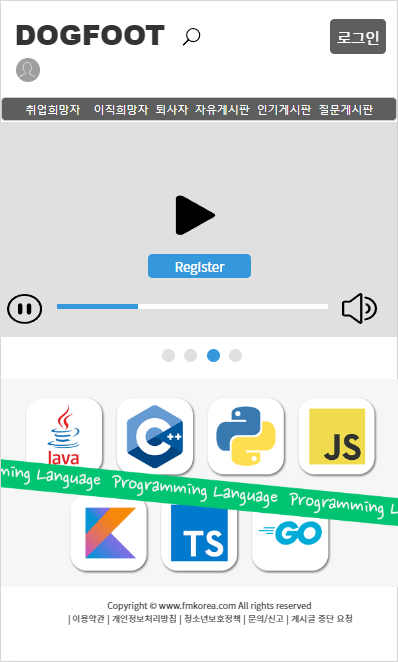 DOGFOOT
로그인
취업희망자 이직희망자 퇴사자 자유게시판 인기게시판 질문게시판
Register
Java
C++
JS
ming Language Programming Language Programming L
TS
GO
Copyright © www.fmkorea.com All rights reserved
| 이용약관 | 개인정보처리방침 | 청소년보호정책 | 문의/신고 | 게시글 중단 요청